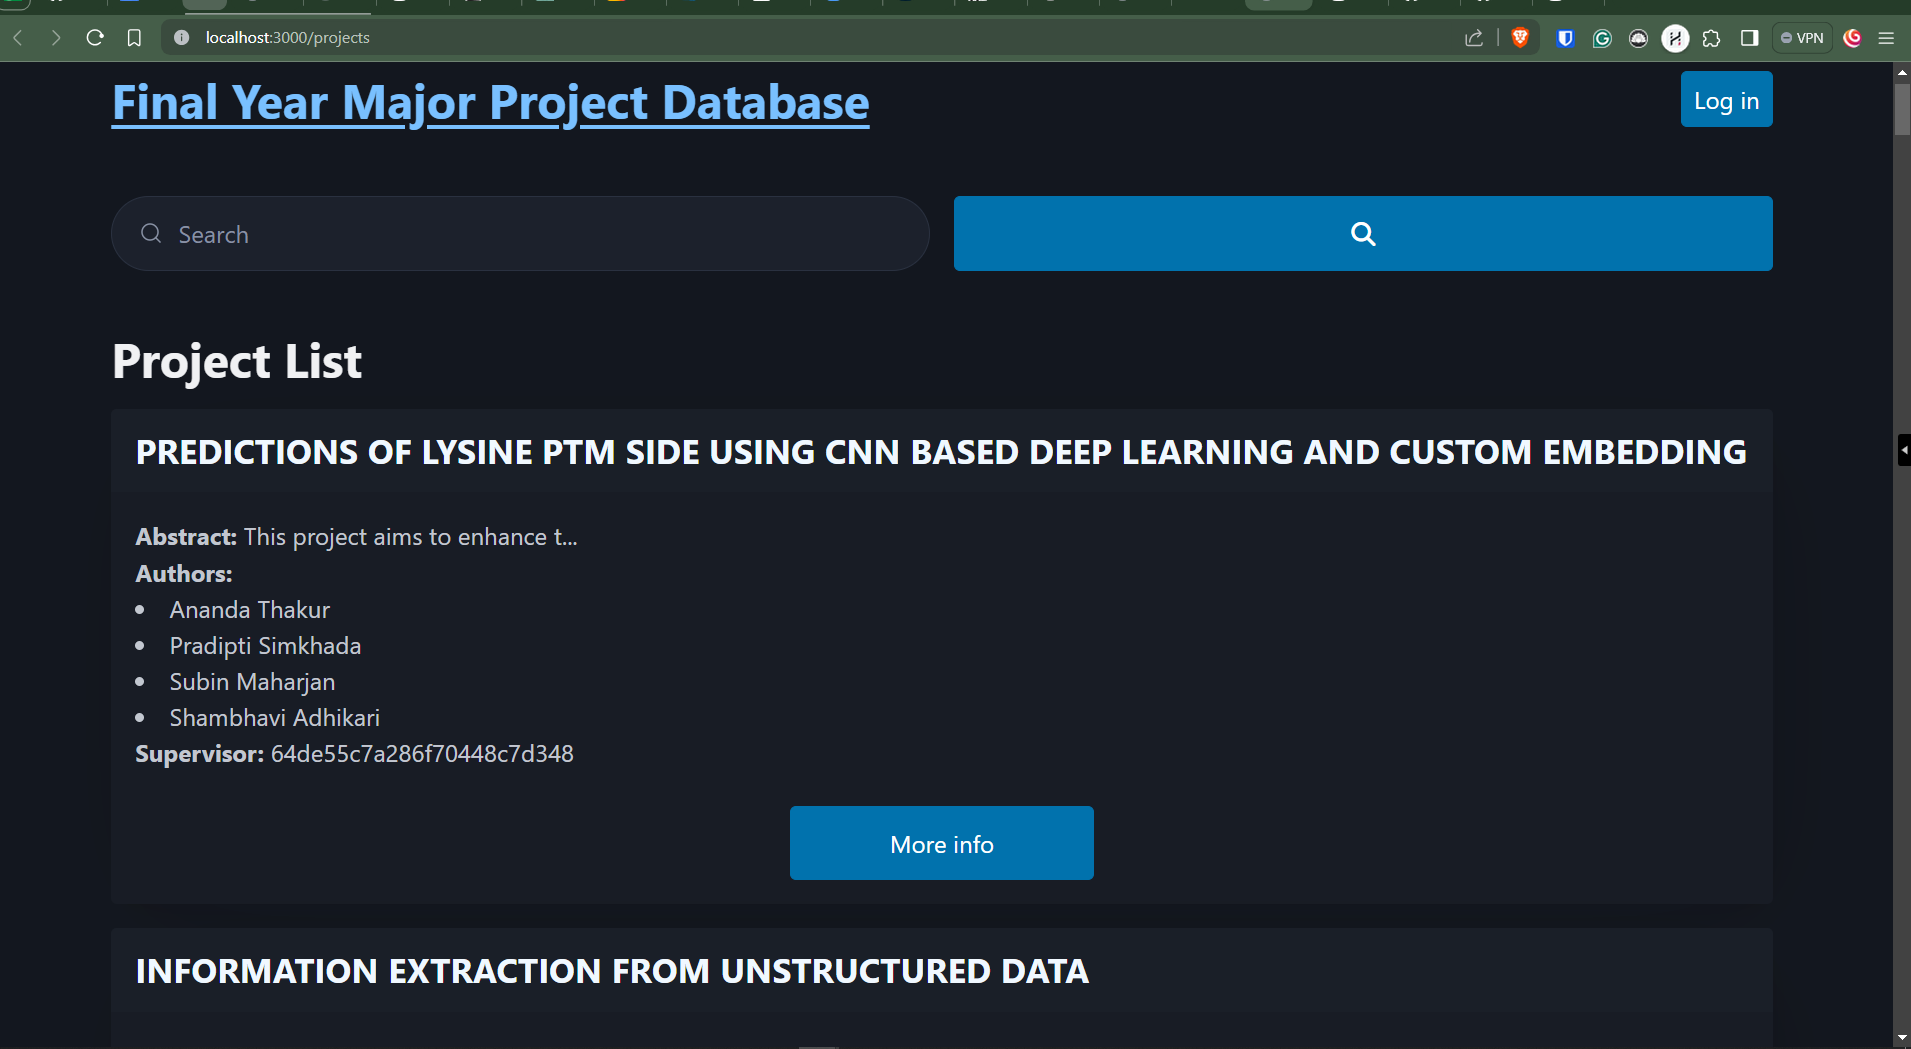 localhost:3000/projects
VPN
Final Year Major Project Database
Log in
Search
Project List
PREDICTIONS OF LYSINE PTM SIDE USING CNN BASED DEEP LEARNING AND CUSTOM EMBEDDING
Abstract: This project aims to enhance t...
Authors:
Ananda Thakur
Pradipti Simkhada
Subin Maharjan
Shambhavi Adhikari
Supervisor: 64de55c7a286f70448c7d348
More info
INFORMATION EXTRACTION FROM UNSTRUCTURED DATA